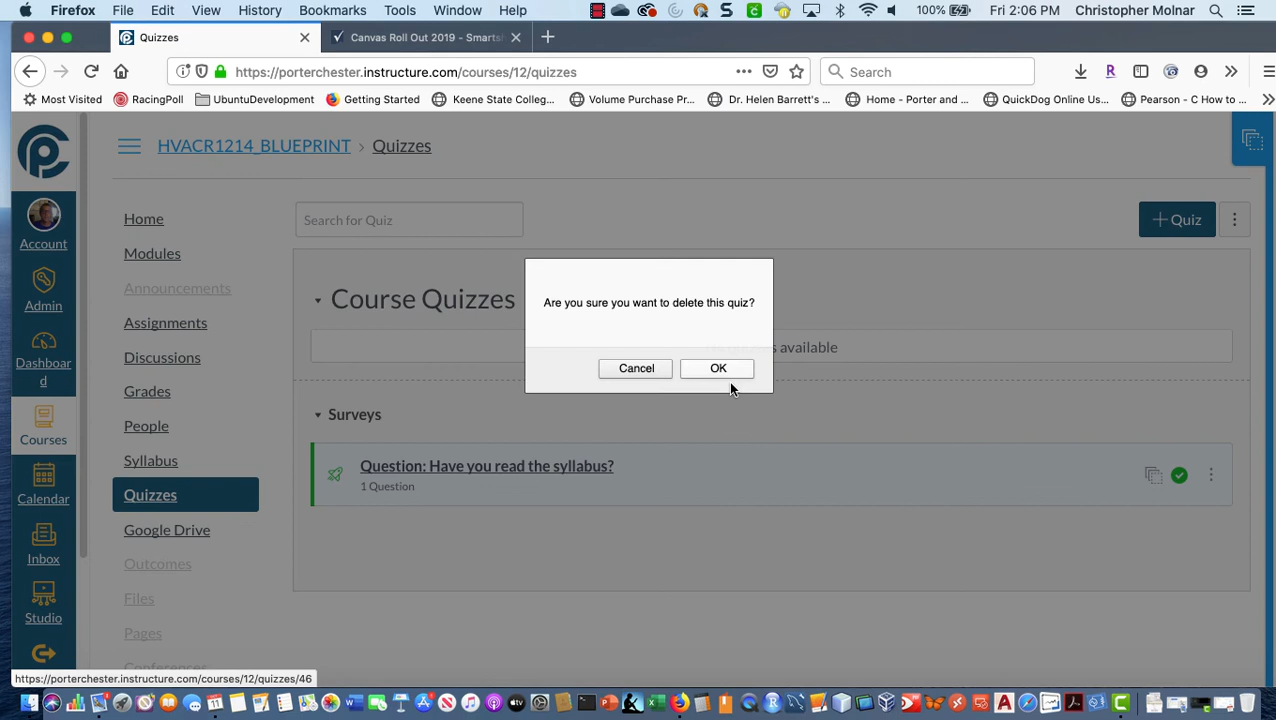 Firefox File Edit View History Bookmarks Tools Window Help 100% Fri 2:06 PM Christopher Molnar
Quizzes Canvas Roll Out 2019 - Smarts
https://porterchester.instructure.com/courses/12/quizzes Search
Most Visited RacingPoll UbuntuDevelopment Getting Started Keene State Colleg... Volume Purchase Pr... Dr. Helen Barrett's ... Home - Porter and ... QuickDog Online Us... Pearson - C How to ...
HVACR1214_BLUEPRINT › Quizzes
Account
Admin
Dashboar
d
Courses
Calendar
Inbox
Studio
Home
Modules
Announcements
Assignments
Discussions
Grades
People
Syllabus
Quizzes
Google Drive
Outcomes
Files
Pages
Conferences
Search for Quiz
+ Quiz
Course Quizzes
s available
Are you sure you want to delete this quiz?
Cancel OK
Surveys
Question: Have you read the syllabus?
1 Question
https://porterchester.instructure.com/courses/12/quizzes/46